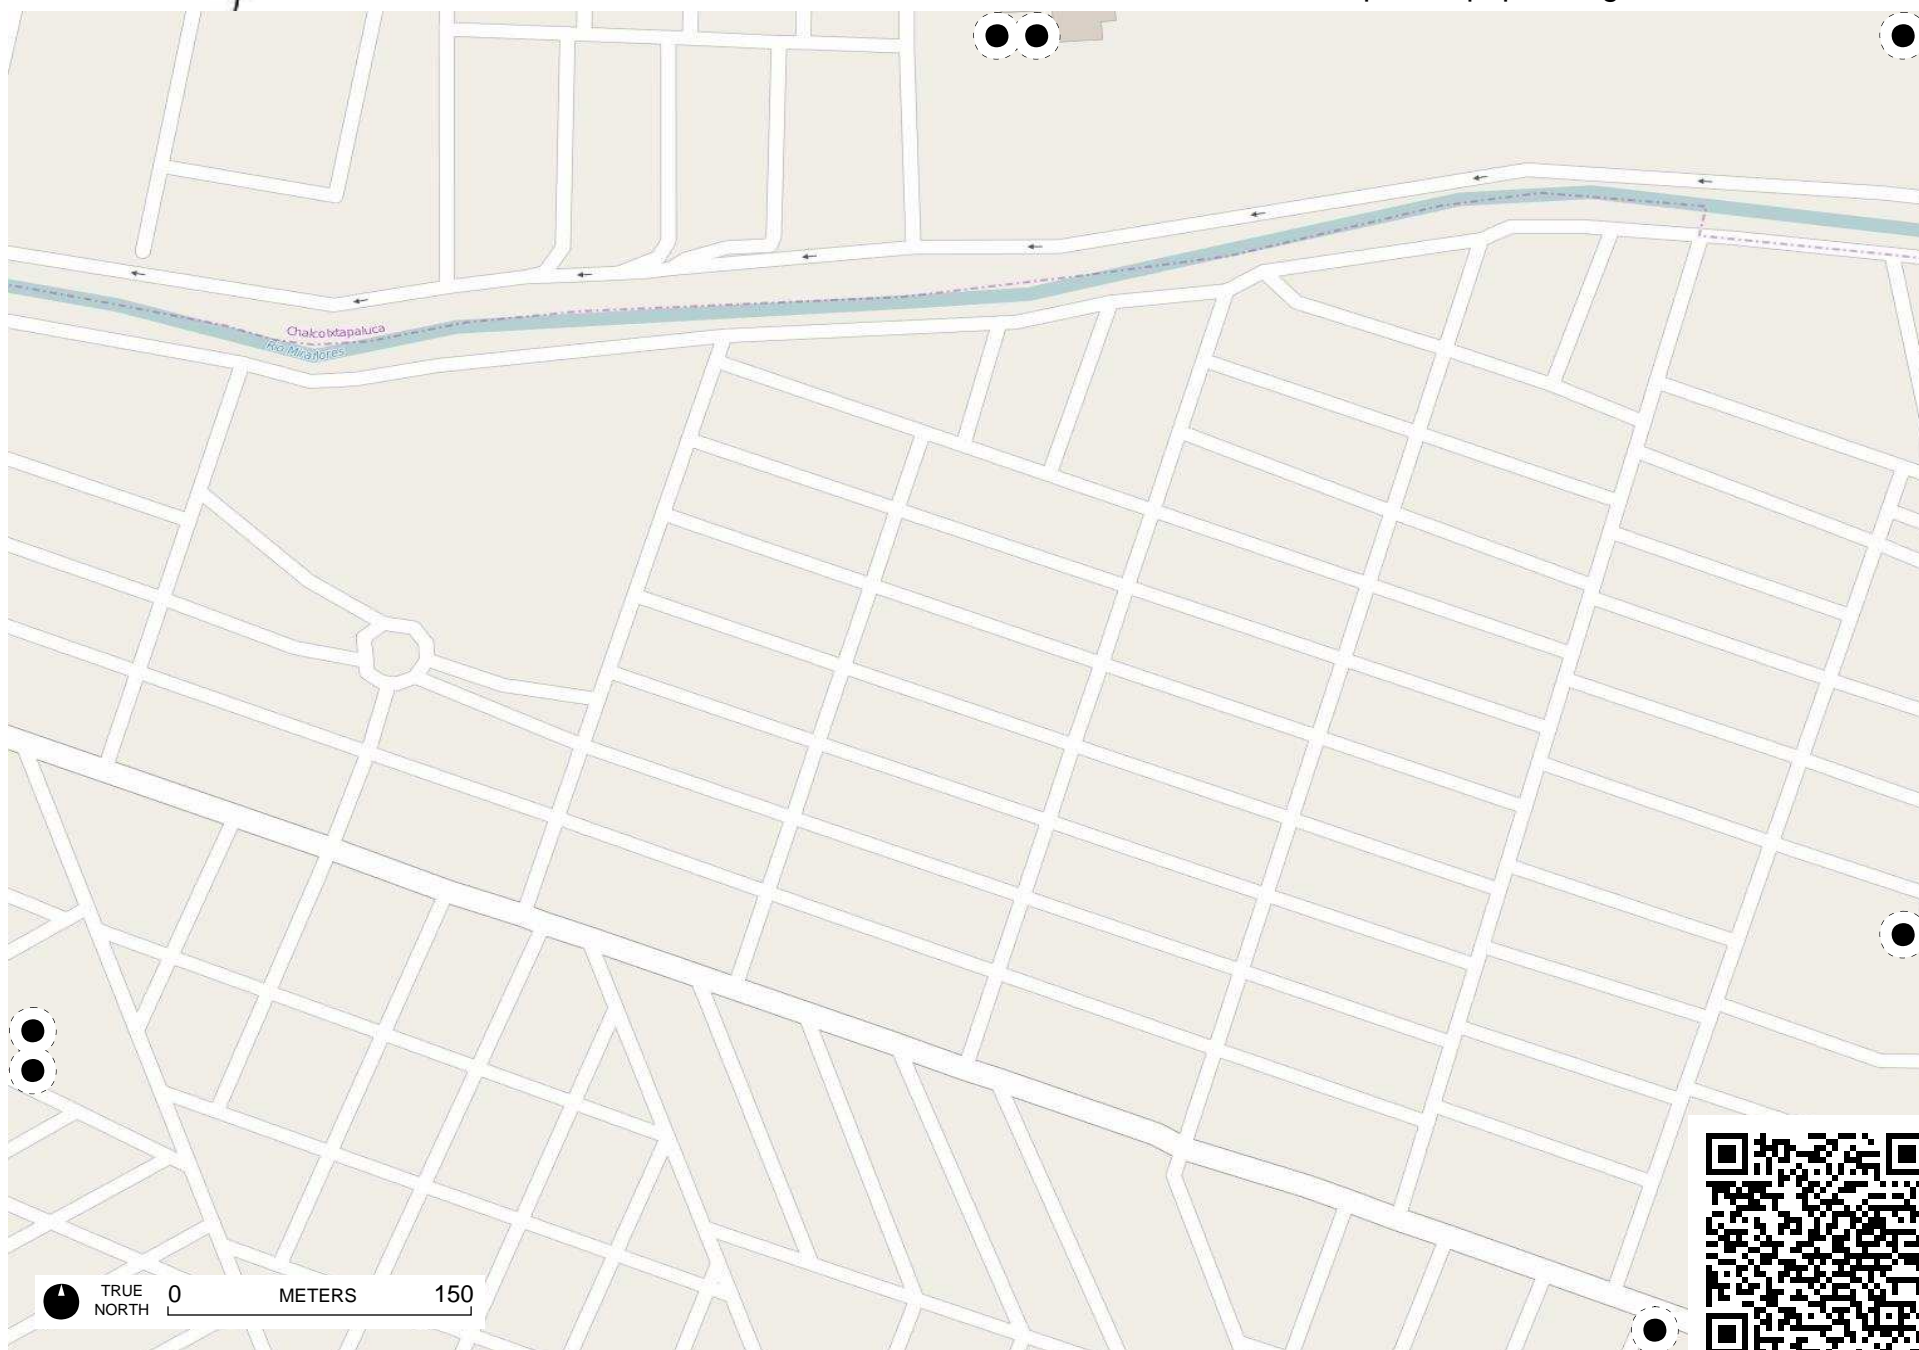 Chalco Ixtapaluca
Río Miraflores
TRUE
NORTH
0 METERS 150